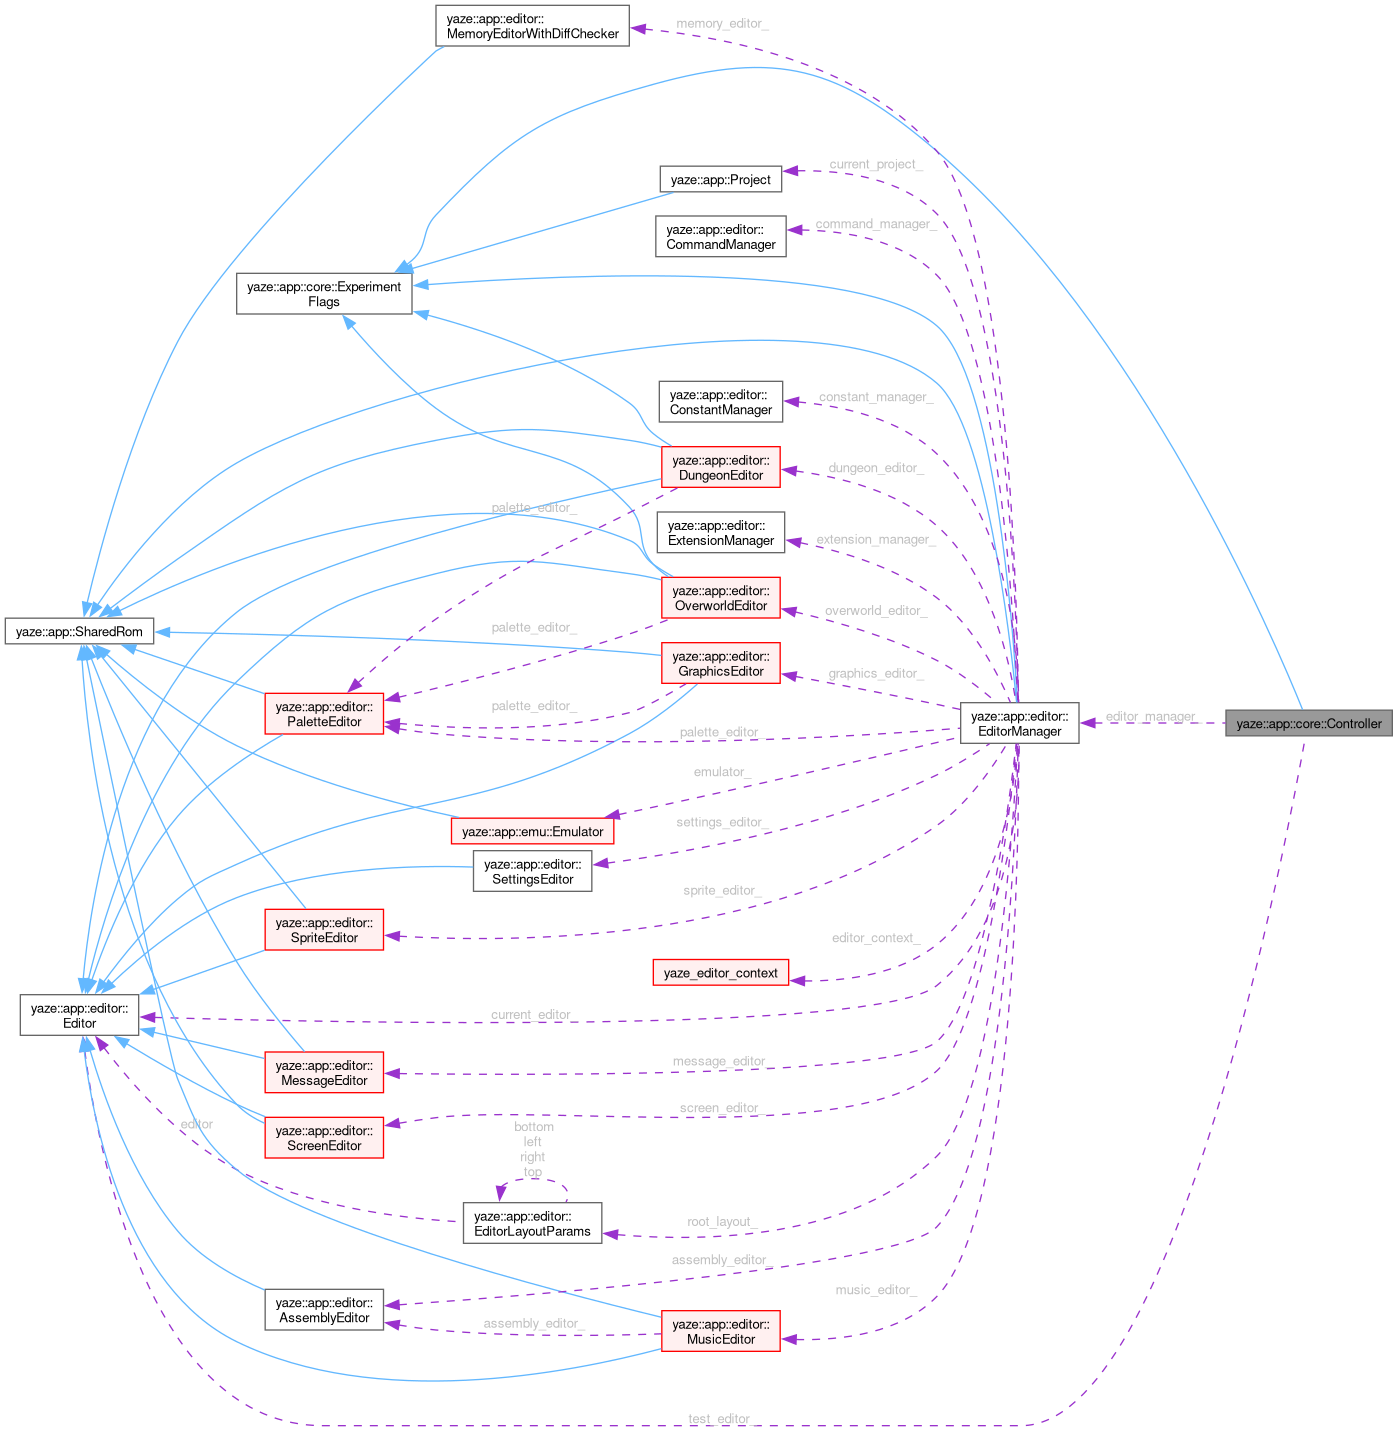 yaze::app::editor::
MemoryEditorWithDiffChecker
memory_editor_
yaze::app::Project
current_project_
yaze::app::editor::
CommandManager
command_manager_
yaze::app::core::Experiment
Flags
yaze::app::editor::
ConstantManager
constant_manager_
yaze::app::editor::
DungeonEditor
dungeon_editor_
palette_editor_
yaze::app::editor::
ExtensionManager
extension_manager_
yaze::app::editor::
OverworldEditor
overworld_editor_
yaze::app::SharedRom
palette_editor_
yaze::app::editor::
GraphicsEditor
graphics_editor_
yaze::app::editor::
PaletteEditor
palette_editor_
palette_editor_
yaze::app::editor::
EditorManager
editor_manager_
yaze::app::core::Controller
emulator_
yaze::app::emu::Emulator
settings_editor_
yaze::app::editor::
SettingsEditor
sprite_editor_
yaze::app::editor::
SpriteEditor
editor_context_
yaze_editor_context
yaze::app::editor::
Editor
current_editor_
yaze::app::editor::
MessageEditor
message_editor_
yaze::app::editor::
ScreenEditor
screen_editor_
editor
bottom
left
right
top
yaze::app::editor::
EditorLayoutParams
root_layout_
assembly_editor_
yaze::app::editor::
AssemblyEditor
music_editor_
assembly_editor_
yaze::app::editor::
MusicEditor
test_editor_